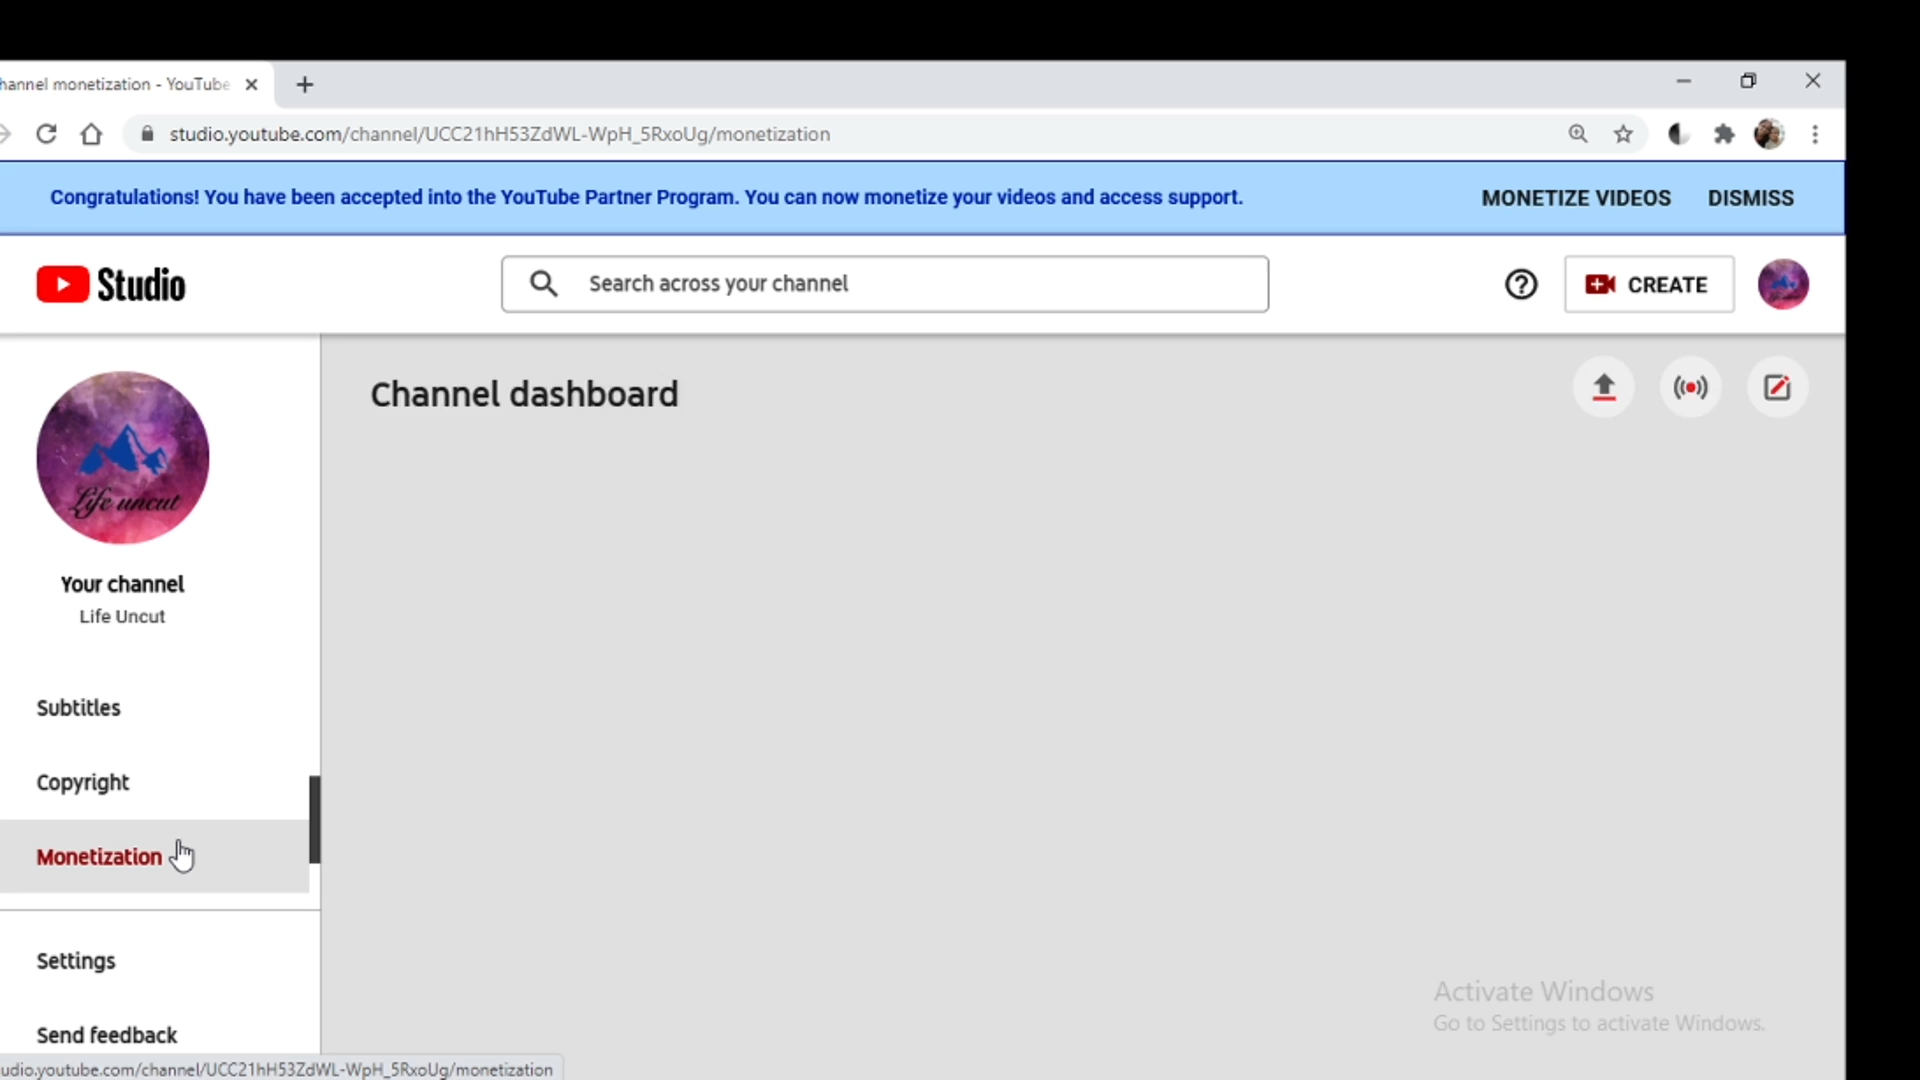 hannel monetization - YouTube
studio.youtube.com/channel/UCC21hH53ZdWL-WpH_5RxoUg/monetization
Congratulations! You have been accepted into the YouTube Partner Program. You can now monetize your videos and access support. MONETIZE VIDEOS DISMISS
Studio
Search across your channel
CREATE
Channel dashboard
Life uncut
Your channel
Life Uncut
Subtitles
Copyright
Monetization
Settings
Send feedback
Activate Windows
Go to Settings to activate Windows.
udio.youtube.com/channel/UCC21hH53ZdWL-WpH_5RxoUg/monetization